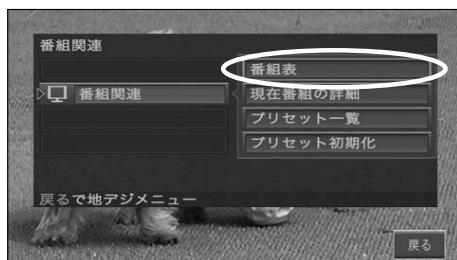 番組関連
番組表
番組関連
現在番組の詳細
プリセット一覧
プリセット初期化
戻るで地デジメニュー
戻る